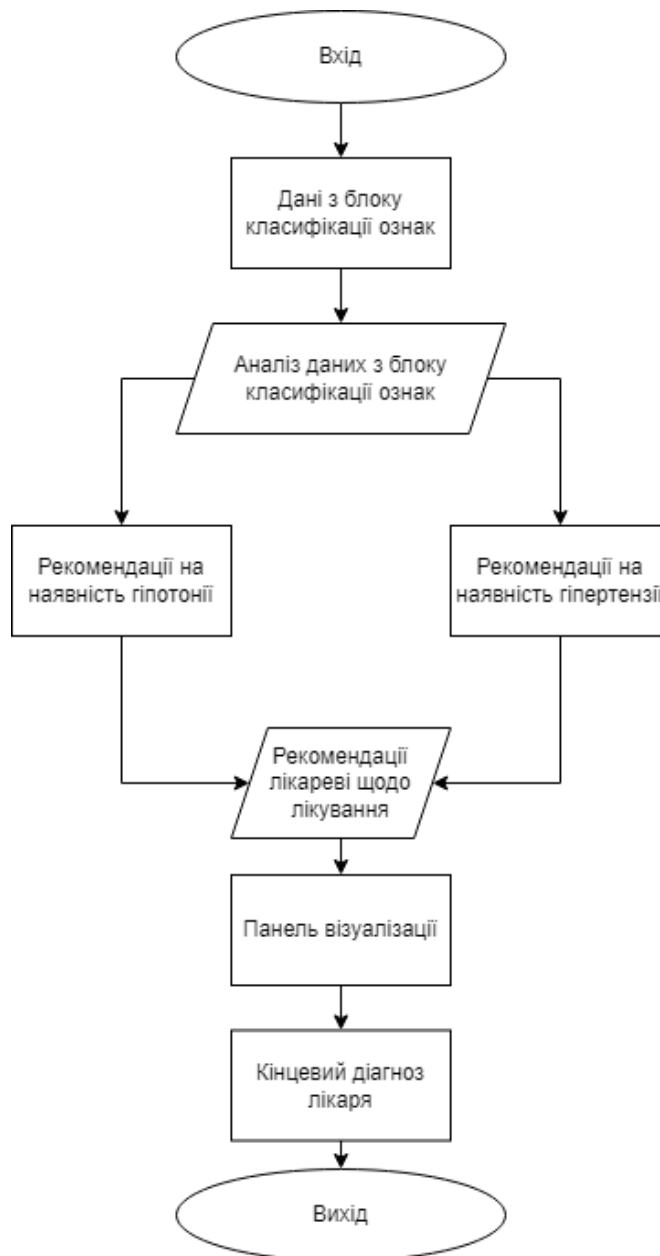 Вхід
Дані з блоку
класифікації ознак
Аналіз даних з блоку
класифікації ознак
Рекомендації на
наявність гіпотонії
Рекомендації на
наявність гіпертензії
Рекомендації
лікареві щодо
лікування
Панель візуалізації
Кінцевий діагноз
лікаря
Вихід